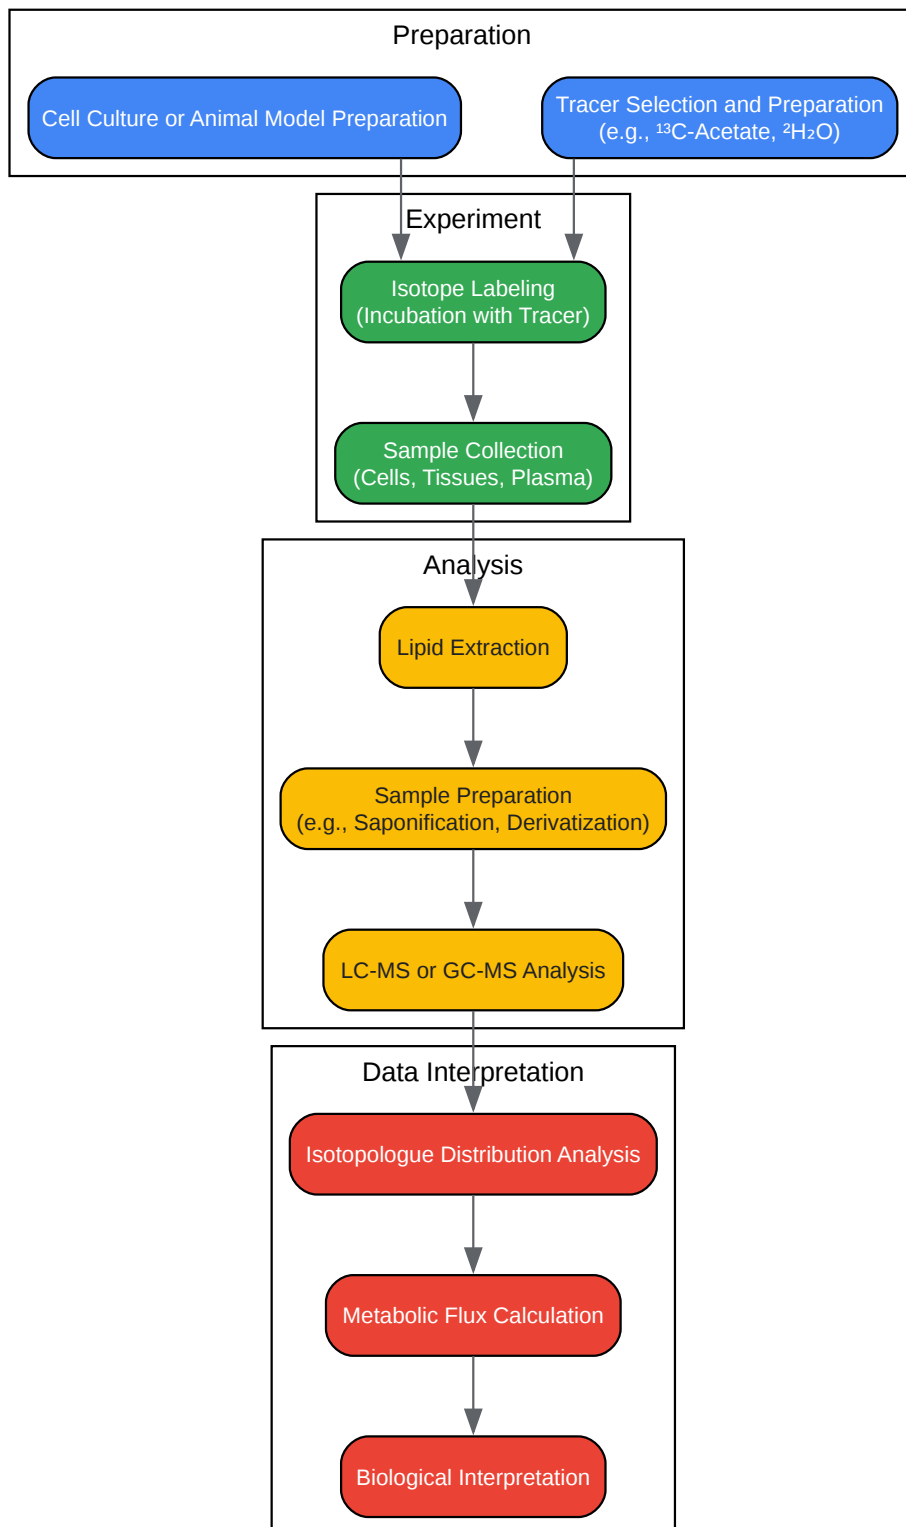 Preparation
Cell Culture or Animal Model Preparation
Tracer Selection and Preparation
(e.g., ¹³C-Acetate, ²H₂O)
Experiment
Isotope Labeling
(Incubation with Tracer)
Sample Collection
(Cells, Tissues, Plasma)
Analysis
Lipid Extraction
Sample Preparation
(e.g., Saponification, Derivatization)
LC-MS or GC-MS Analysis
Data Interpretation
Isotopologue Distribution Analysis
Metabolic Flux Calculation
Biological Interpretation